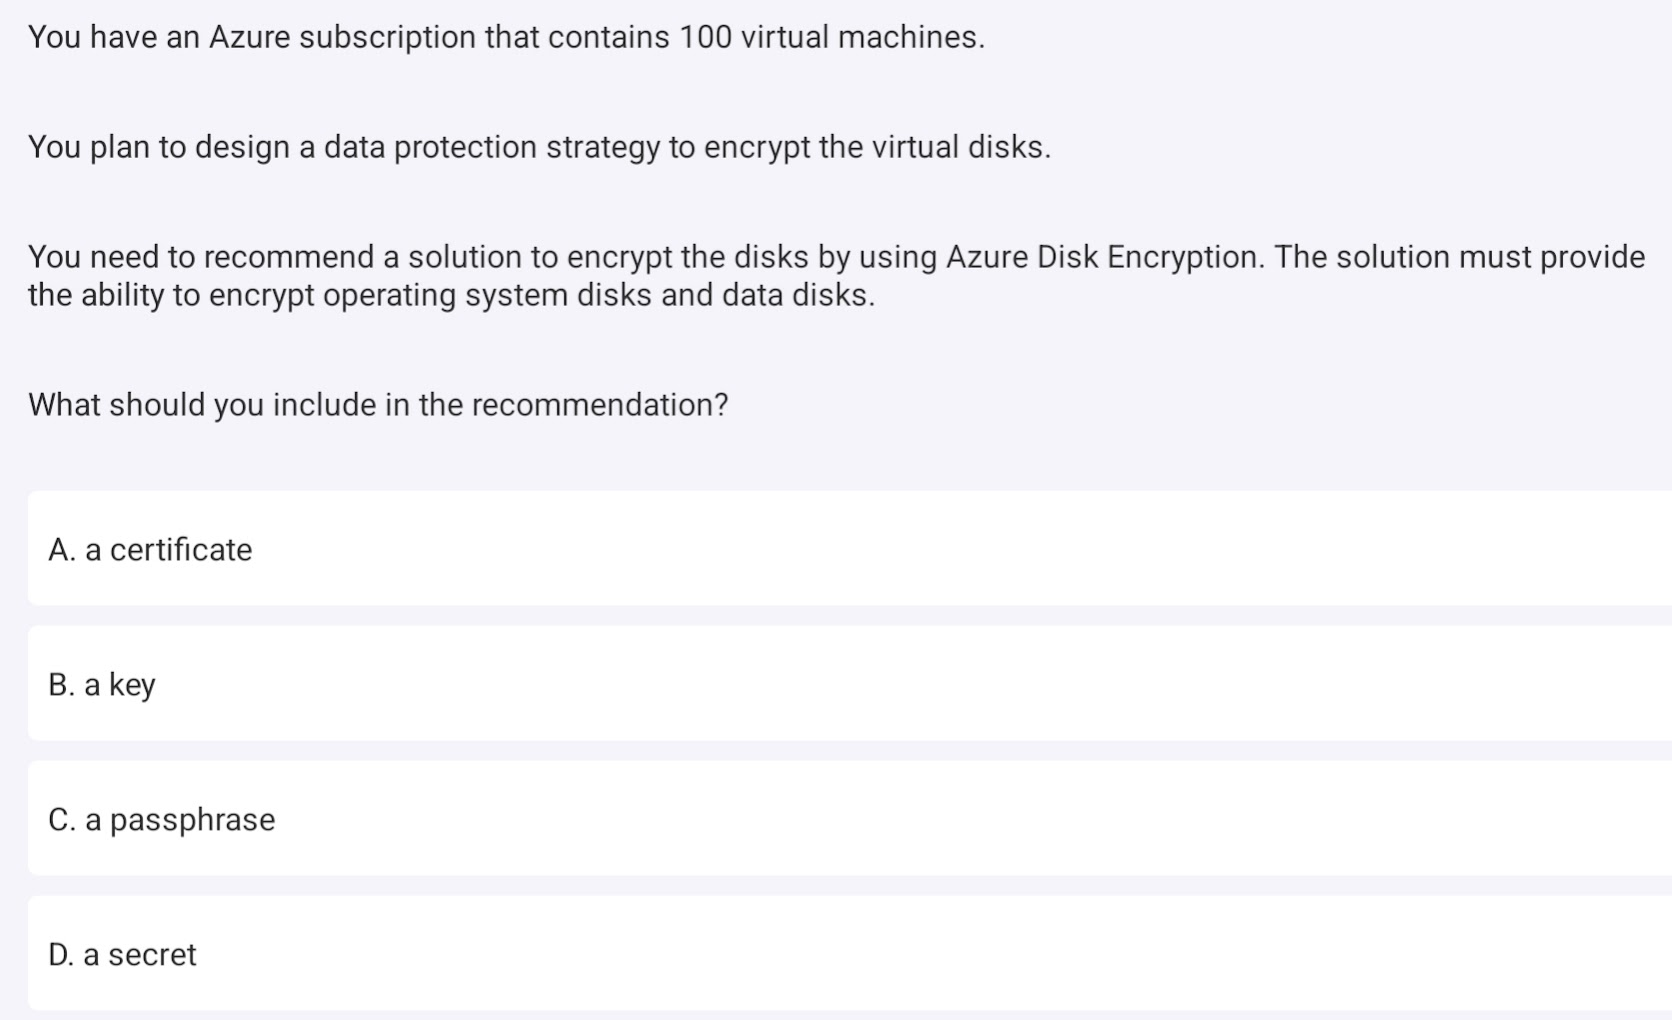 You have an Azure subscription that contains 100 virtual machines.
You plan to design a data protection strategy to encrypt the virtual disks.
You need to recommend a solution to encrypt the disks by using Azure Disk Encryption. The solution must provide
the ability to encrypt operating system disks and data disks.
What should you include in the recommendation?
A. a certificate
B. a key
C. a passphrase
D. a secret